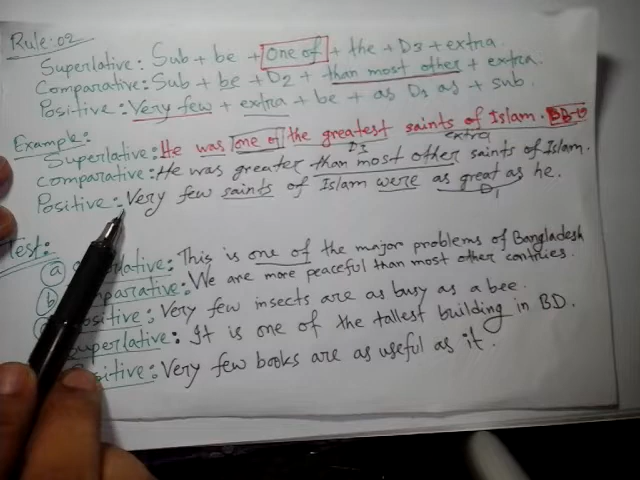 Rule: 02
Superlative: Sub + be + one of + the + D3 + extra.
Comparative: Sub + be + D2 + than most other + extra.
Positive: Very few + extra + be + as D1 as + sub.
Example:
Superlative: He was one of the greatest saints of Islam.
D3 extra
Comparative: He was greater than most other saints of Islam.
Positive: Very few saints of Islam were as great as he.
D1
Test:
a lative: This is one of the major problems of Bangladesh
b mparative: We are more peaceful than most other contries.
ositive: Very few insects are as busy as a bee.
uperlative: It is one of the tallest building in BD.
sitive: Very few books are as useful as it.